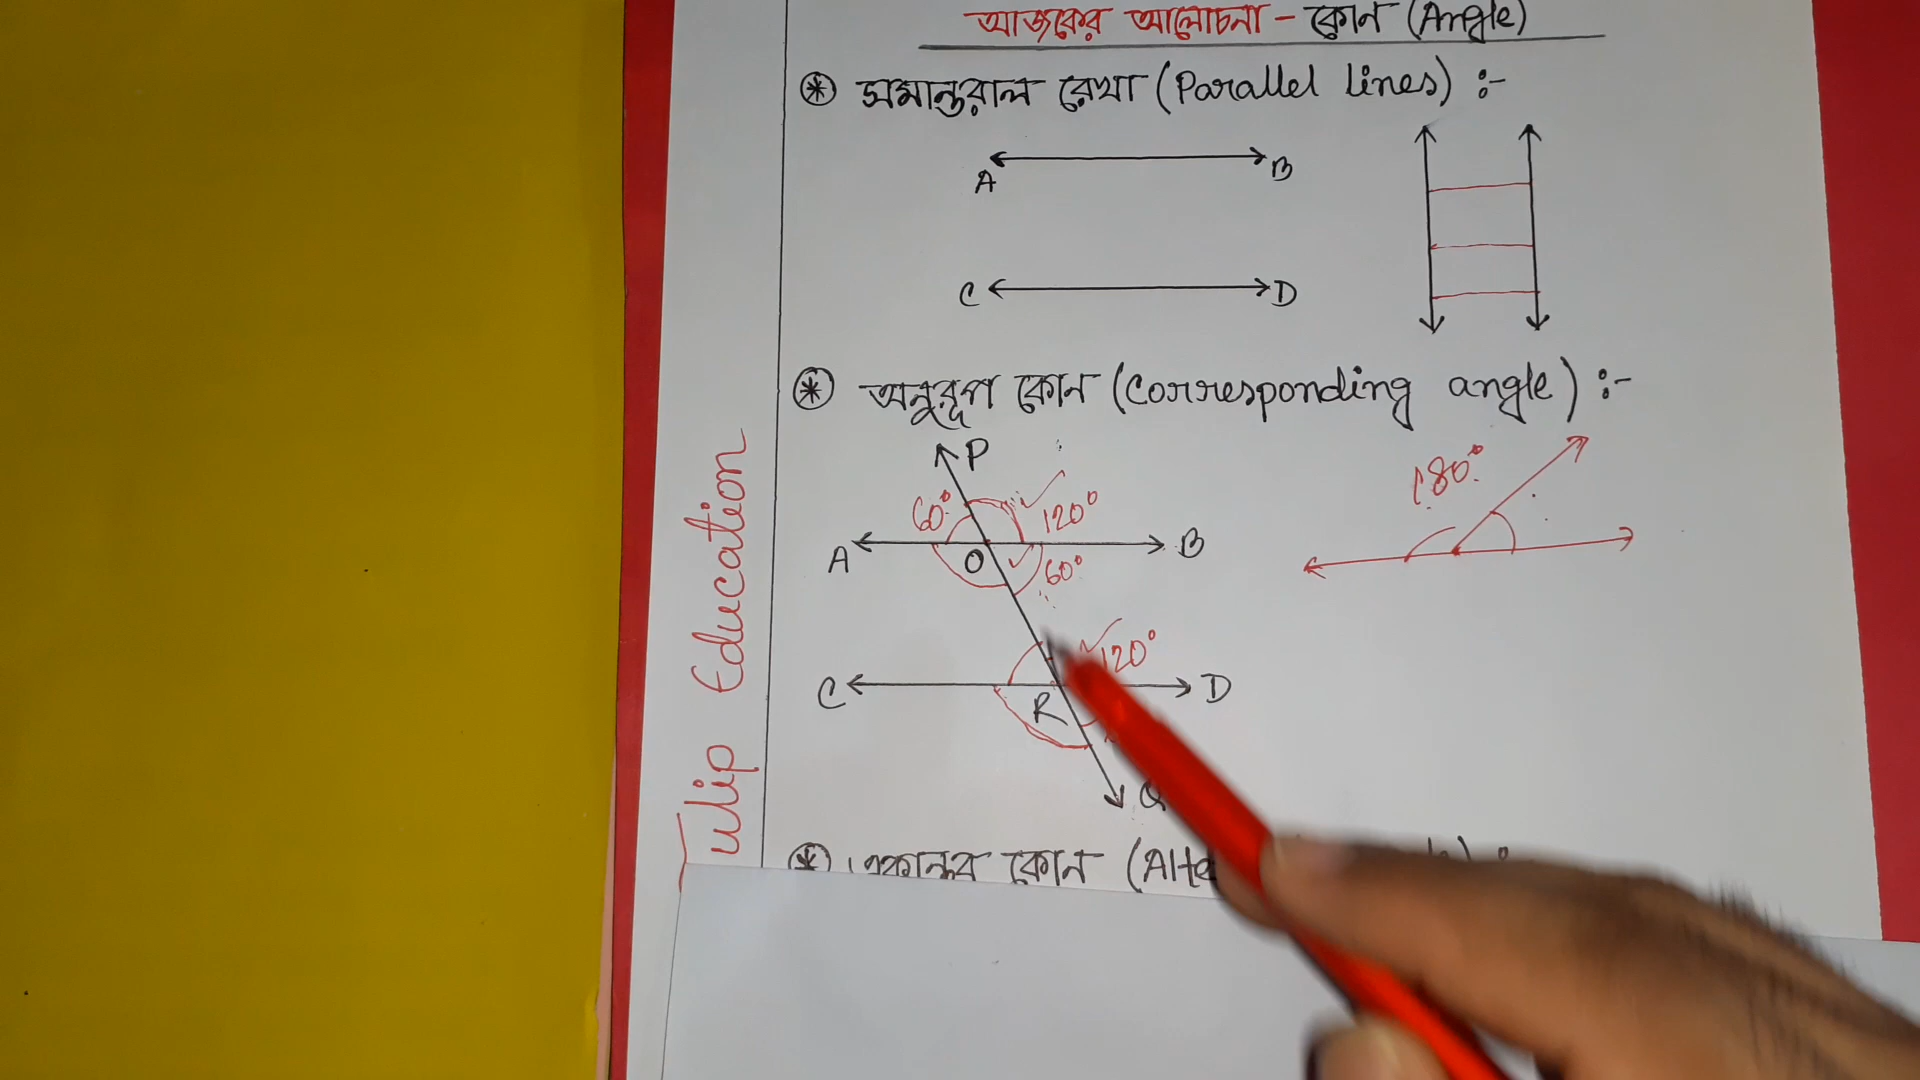 আজকের আলোচনা - কোন (Angle)
সমান্তরাল রেখা (Parallel lines) :-
A B
C D
অনুরূপ কোন (Corresponding angle) :-
P
60° 120°
180°
A O B
60°
120°
C R D
Q
একান্তর কোন (Alte
Tulip Education